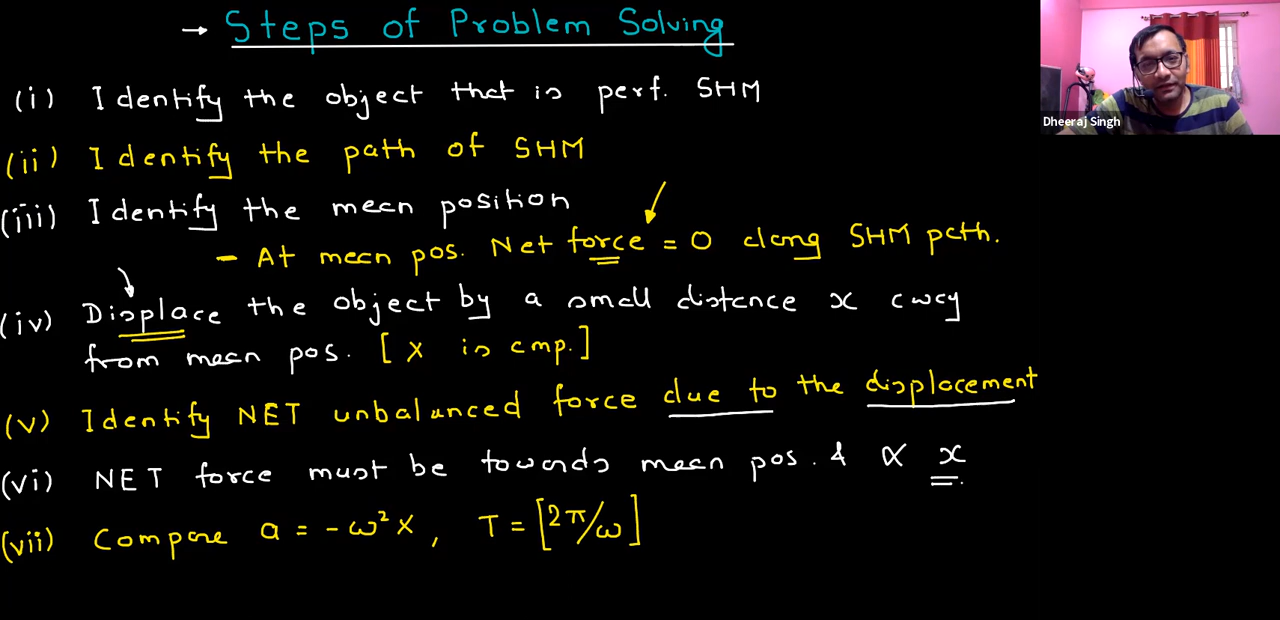 → Steps of Problem Solving
Dheeraj Singh
(i) Identify the object that is perf. SHM
(ii) Identify the path of SHM
(iii) Identify the mean position
- At mean pos. Net force = 0 along SHM path.
(iv) Displace the object by a small distance x away
from mean pos. [x is amp.]
(v) Identify NET unbalanced force due to the displacement
(vi) NET force must be towards mean pos. & ∝ x
(vii) Compare a = -ω²x, T = [2π/ω]